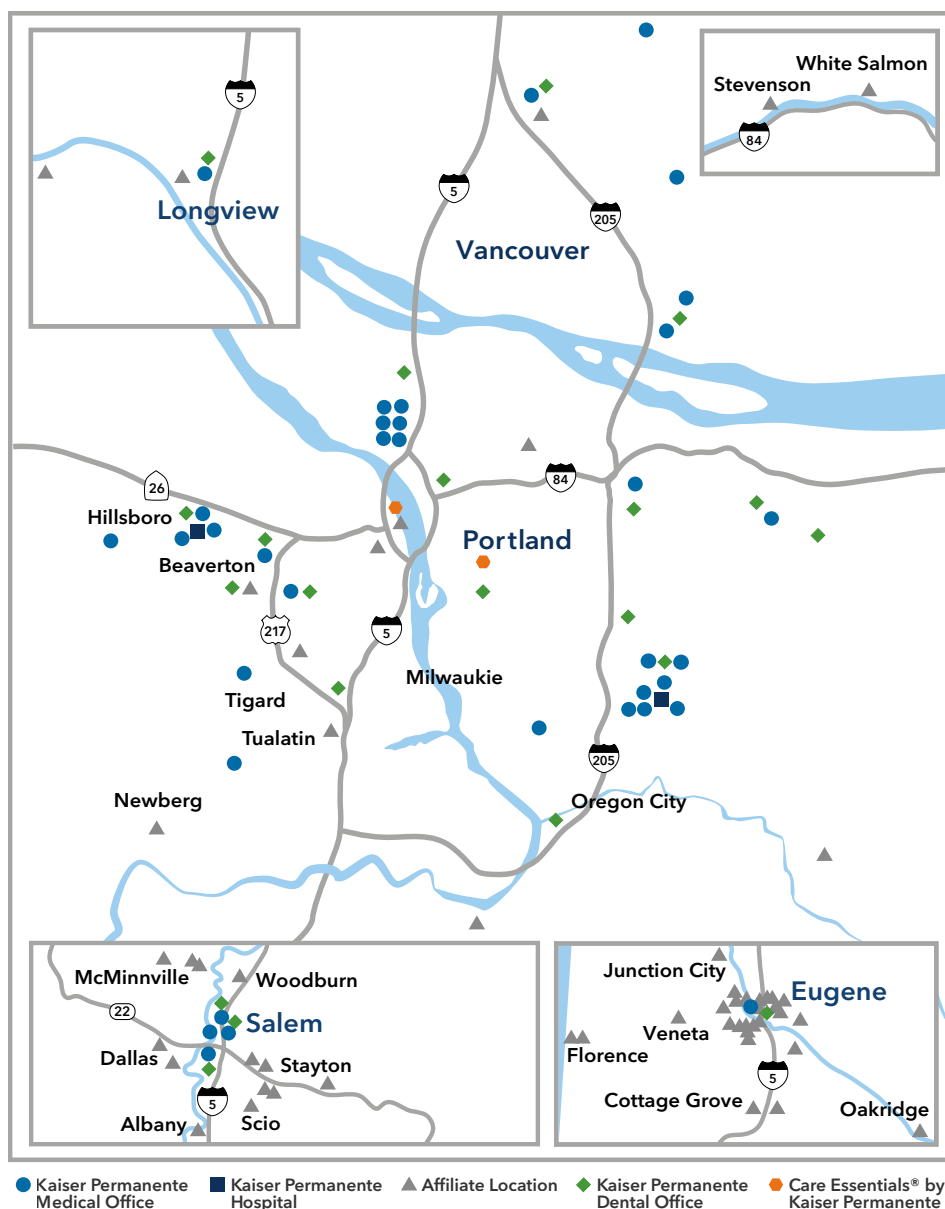 5
Longview
White Salmon
Stevenson
84
5
205
Vancouver
26
84
Hillsboro
Portland
Beaverton
217
5
Milwaukie
Tigard
Tualatin
205
Newberg
Oregon City
McMinnville
Woodburn
22
Salem
Dallas
Stayton
5
Albany
Scio
Junction City
Eugene
Veneta
Florence
5
Cottage Grove
Oakridge
Kaiser Permanente
Medical Office
Kaiser Permanente
Hospital
Affiliate Location
Kaiser Permanente
Dental Office
Care Essentials® by
Kaiser Permanente